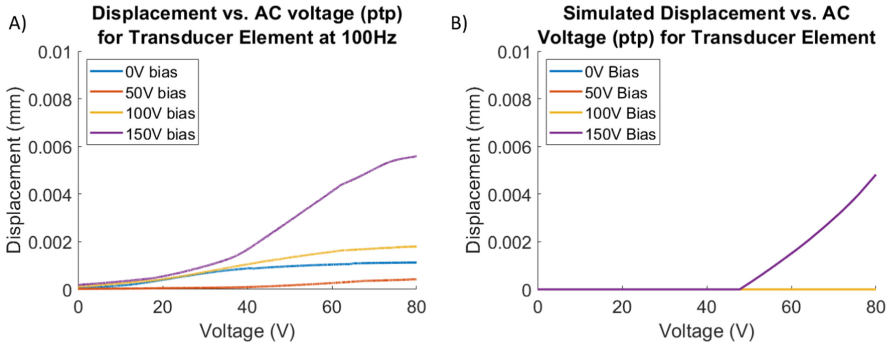 A)
Displacement vs. AC voltage (ptp)
for Transducer Element at 100Hz
0.01
0.008
0.006
0.004
0.002
0
Displacement (mm)
0V bias
50V bias
100V bias
150V bias
0
20
40
60
80
Voltage (V)
B)
Simulated Displacement vs. AC
Voltage (ptp) for Transducer Element
0.01
0.008
0.006
0.004
0.002
0
Displacement (mm)
0V Bias
50V Bias
100V Bias
150V Bias
0
20
40
60
80
Voltage (V)